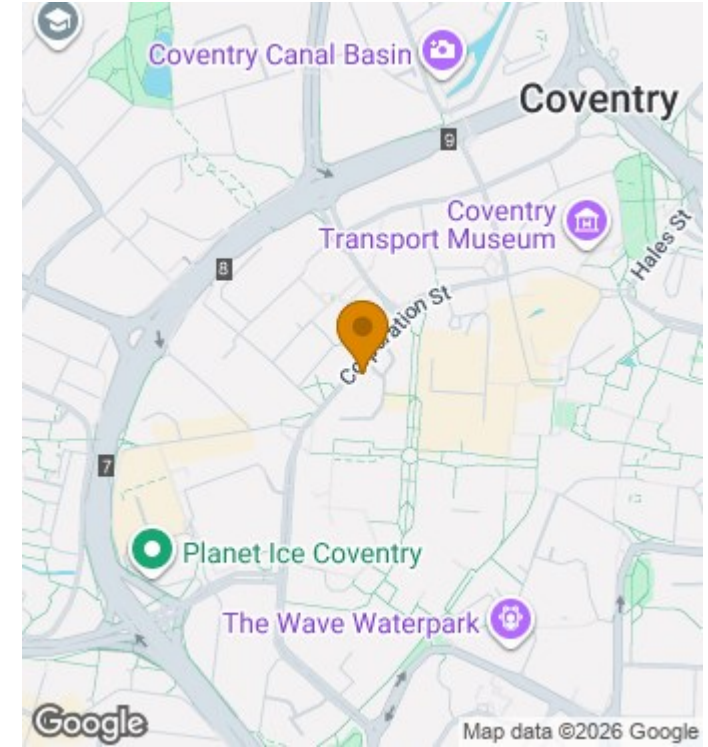 Coventry Canal Basin
Coventry
9
Coventry
Transport Museum
Hales St
8
Corporation St
7
Planet Ice Coventry
The Wave Waterpark
Google
Map data ©2026 Google